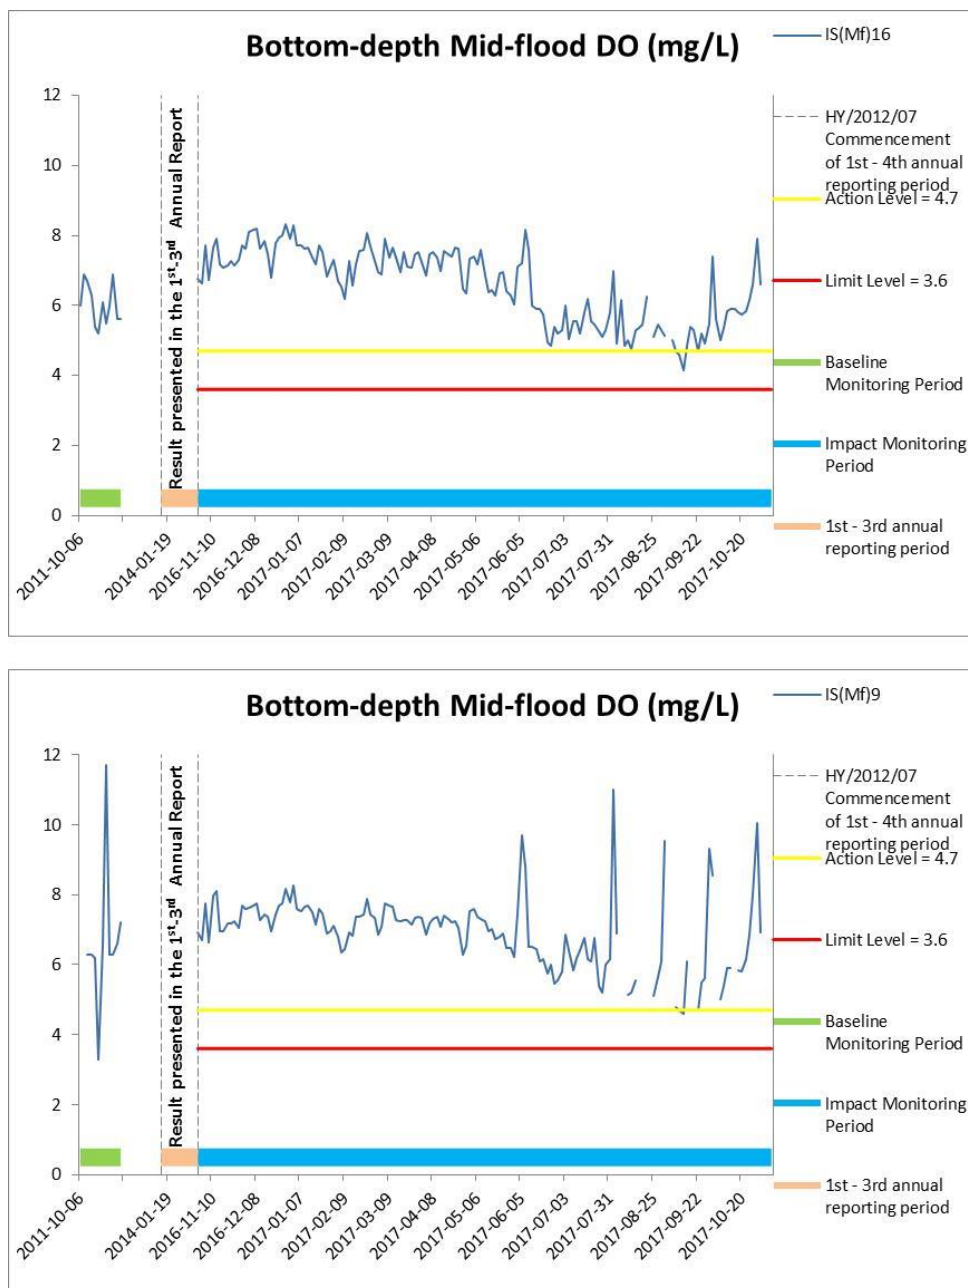 Bottom-depth Mid-flood DO (mg/L)
IS(Mf)16
HY/2012/07
Commencement
of 1st - 4th annual
reporting period
Action Level = 4.7
Limit Level = 3.6
Baseline
Monitoring Period
Impact Monitoring
Period
1st - 3rd annual
reporting period
12
10
8
6
4
2
0
Result presented in the 1st-3rd Annual Report
2011-10-06
2014-01-19
2016-11-10
2016-12-08
2017-01-07
2017-02-09
2017-03-09
2017-04-08
2017-05-06
2017-06-05
2017-07-03
2017-07-31
2017-08-25
2017-09-22
2017-10-20
Bottom-depth Mid-flood DO (mg/L)
IS(Mf)9
HY/2012/07
Commencement
of 1st - 4th annual
reporting period
Action Level = 4.7
Limit Level = 3.6
Baseline
Monitoring Period
Impact Monitoring
Period
1st - 3rd annual
reporting period
12
10
8
6
4
2
0
Result presented in the 1st-3rd Annual Report
2011-10-06
2014-01-19
2016-11-10
2016-12-08
2017-01-07
2017-02-09
2017-03-09
2017-04-08
2017-05-06
2017-06-05
2017-07-03
2017-07-31
2017-08-25
2017-09-22
2017-10-20